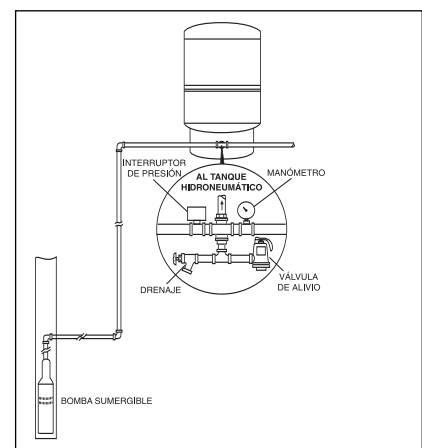 INTERRUPTOR
DE PRESIÓN
AL TANQUE
HIDRONEUMÁTICO
MANÓMETRO
DRENAJE
VÁLVULA
DE ALIVIO
BOMBA SUMERGIBLE